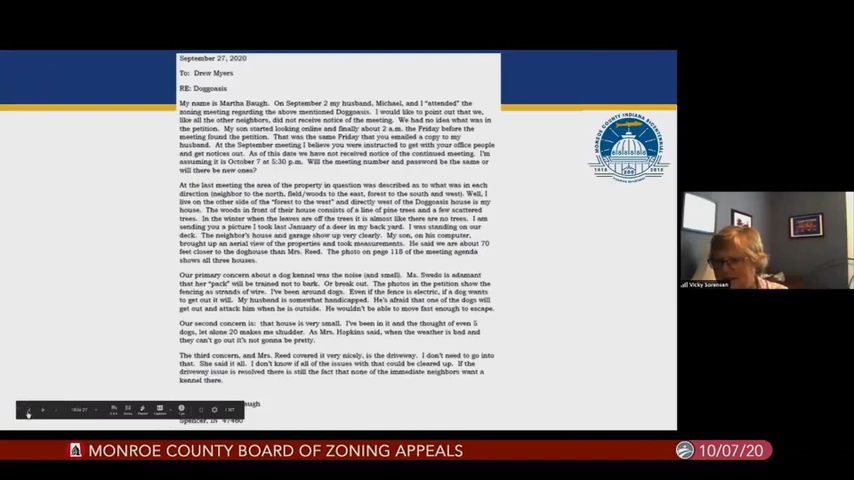 September 27, 2020
To: Drew Myers
RE: Doggoasis
My name is Martha Baugh. On September 2 my husband, Michael, and I "attended" the
zoning meeting regarding the above mentioned Doggoasis. I would like to point out that we,
like all the other neighbors, did not receive notice of the meeting. We had no idea what was in
the petition. My son started looking online and finally about 2 a.m. the Friday before the
meeting found the petition. That was the same Friday that you emailed a copy to my
husband. At the September meeting I believe you were instructed to get with your office people
and get notices out. As of this date we have not received notice of the continued meeting. I'm
assuming it is October 7 at 5:30 p.m. Will the meeting number and password be the same or
will there be new ones?
At the last meeting the area of the property in question was described as to what was in each
direction (neighbor to the north, field/woods to the east, forest to the south and west). Well, I
live on the other side of the "forest to the west" and directly west of the Doggoasis house is my
house. The woods in front of their house consists of a line of pine trees and a few scattered
trees. In the winter when the leaves are off the trees it is almost like there are no trees. I am
sending you a picture I took last January of a deer in my back yard. I was standing on our
deck. The neighbor's house and garage show up very clearly. My son, on his computer,
brought up an aerial view of the properties and took measurements. He said we are about 70
feet closer to the doghouse than Mrs. Reed. The photo on page 118 of the meeting agenda
shows all three houses.
Our primary concern about a dog kennel was the noise (and smell). Ms. Swedo is adamant
that her "pack" will be trained not to bark. Or break out. The photos in the petition show the
fencing as strands of wire. I've been around dogs. Even if the fence is electric, if a dog wants
to get out it will. My husband is somewhat handicapped. He's afraid that one of the dogs will
get out and attack him when he is outside. He wouldn't be able to move fast enough to escape.
Our second concern is: that house is very small. I've been in it and the thought of even 5
dogs, let alone 20 makes me shudder. As Mrs. Hopkins said, when the weather is bad and
they can't go out it's not gonna be pretty.
The third concern, and Mrs. Reed covered it very nicely, is the driveway. I don't need to go into
that. She said it all. I don't know if all of the issues with that could be cleared up. If the
driveway issue is resolved there is still the fact that none of the immediate neighbors want a
kennel there.
augh
Spencer, IN 47460
MONROE COUNTY INDIANA BICENTENNIAL
1818
200
2018
Vicky Sorensen
MONROE COUNTY BOARD OF ZONING APPEALS
10/07/20